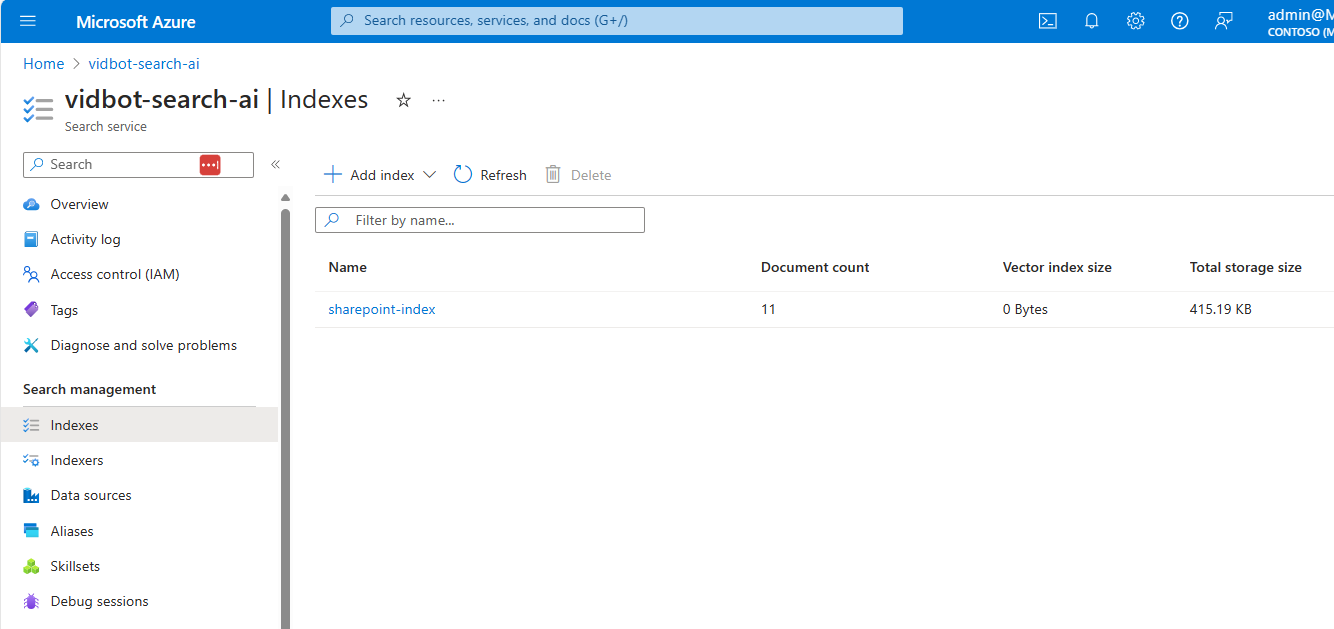 Microsoft Azure
Search resources, services, and docs (G+/)
admin@M
CONTOSO (M
Home > vidbot-search-ai
vidbot-search-ai | Indexes
Search service
Search
Add index
Refresh
Delete
Overview
Activity log
Access control (IAM)
Tags
Diagnose and solve problems
Search management
Indexes
Indexers
Data sources
Aliases
Skillsets
Debug sessions
Filter by name...
Name Document count Vector index size Total storage size
sharepoint-index 11 0 Bytes 415.19 KB